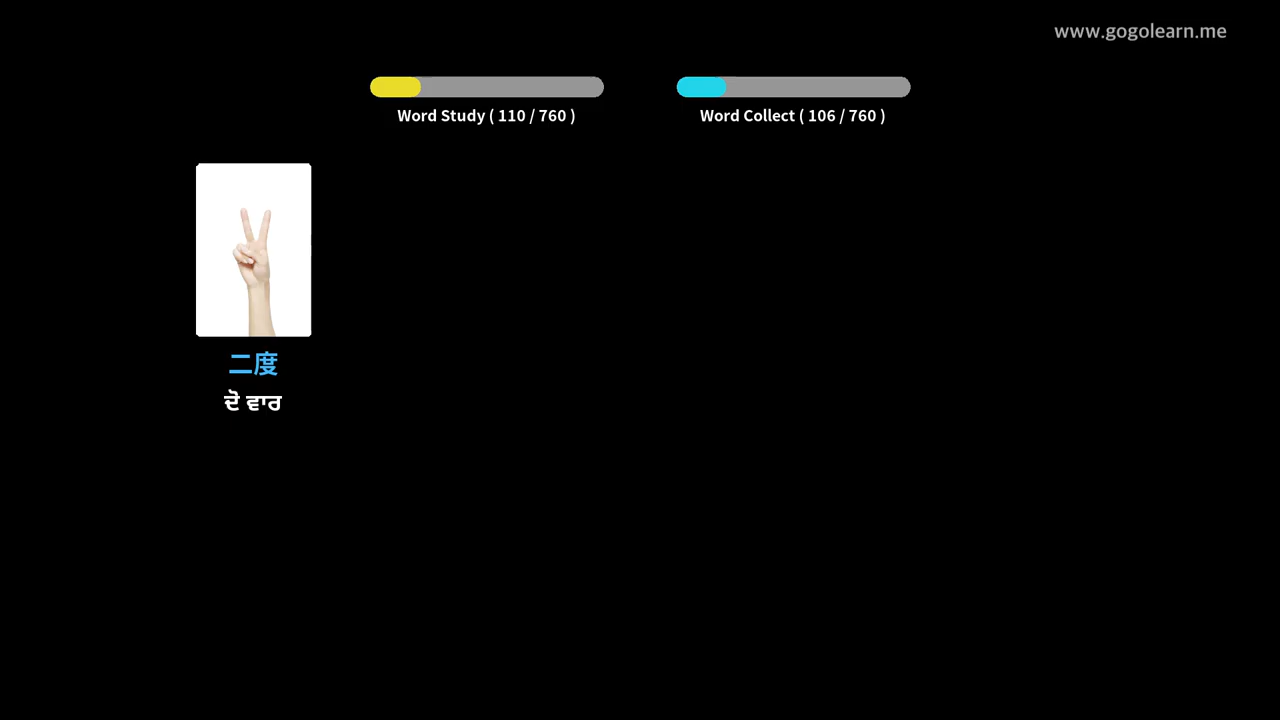 www.gogolearn.me
Word Study ( 110 / 760 )
Word Collect ( 106 / 760 )
二度
ਦੋ ਵਾਰ